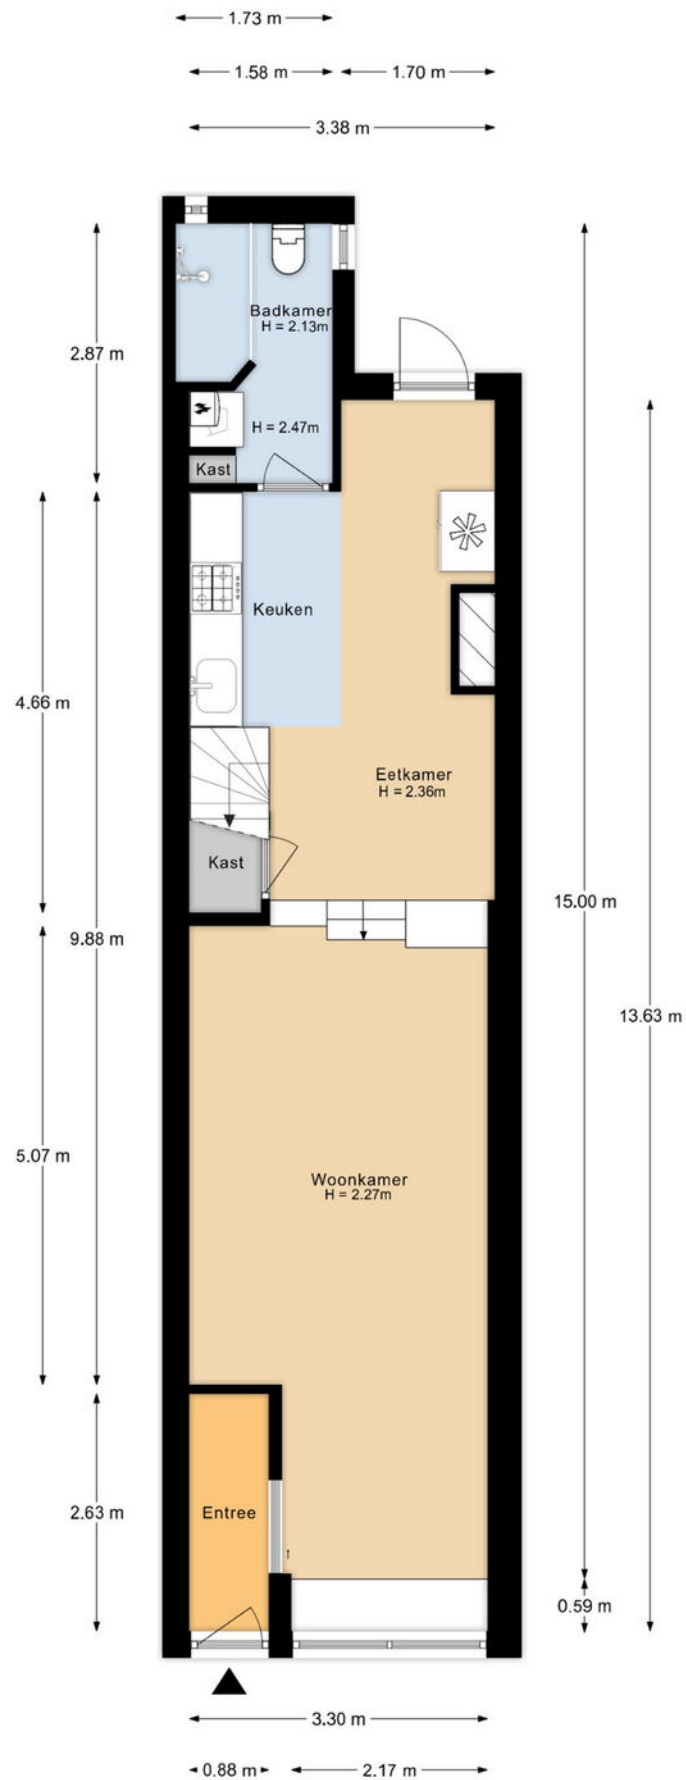 1.73 m
1.58 m
1.70 m
3.38 m
Badkamer
H = 2.13m
2.87 m
H = 2.47m
Kast
Keuken
4.66 m
Eetkamer
H = 2.36m
Kast
15.00 m
9.88 m
13.63 m
5.07 m
Woonkamer
H = 2.27m
2.63 m
Entree
0.59 m
3.30 m
0.88 m
2.17 m